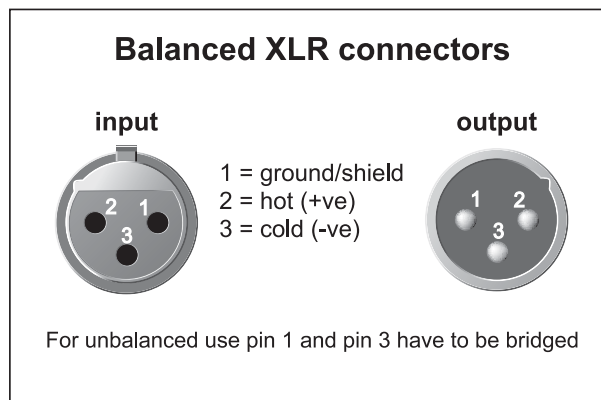 Balanced XLR connectors
input
2 1
3
1 = ground/shield
2 = hot (+ve)
3 = cold (-ve)
output
1 2
3
For unbalanced use pin 1 and pin 3 have to be bridged